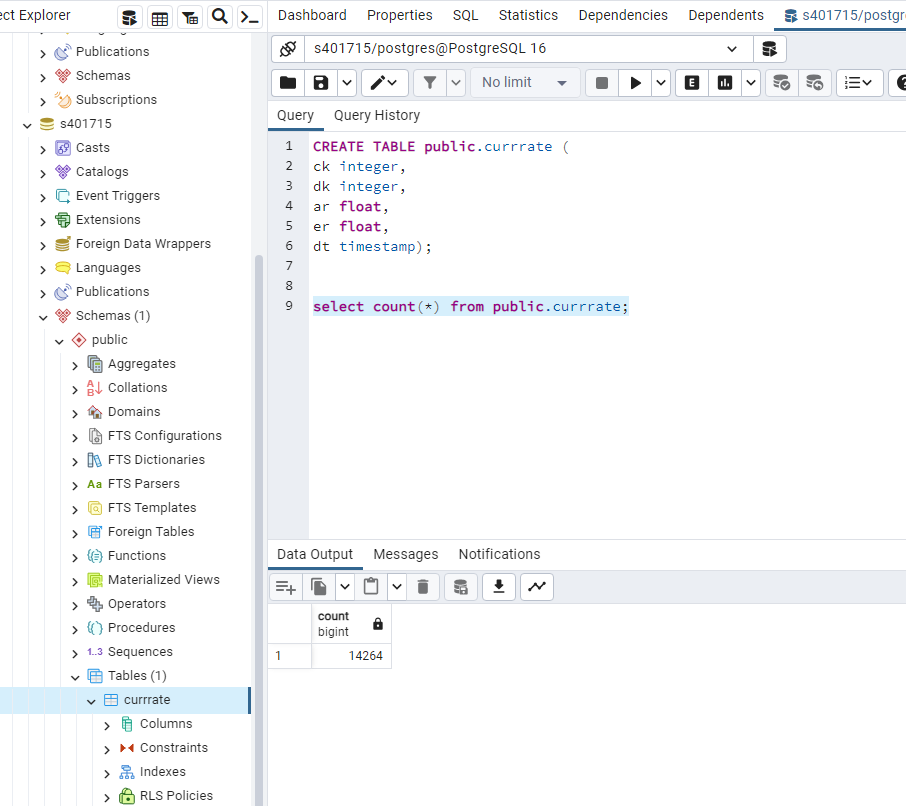 ect Explorer
Publications
Schemas
Subscriptions
s401715
Casts
Catalogs
Event Triggers
Extensions
Foreign Data Wrappers
Languages
Publications
Schemas (1)
public
Aggregates
Collations
Domains
FTS Configurations
FTS Dictionaries
Aa FTS Parsers
FTS Templates
Foreign Tables
Functions
Materialized Views
Operators
Procedures
1..3 Sequences
Tables (1)
currrate
Columns
Constraints
Indexes
RLS Policies
Dashboard Properties SQL Statistics Dependencies Dependents s401715/postgr
s401715/postgres@PostgreSQL 16
No limit E
Query Query History
1 CREATE TABLE public.currrate (
2 ck integer,
3 dk integer,
4 ar float,
5 er float,
6 dt timestamp);
7
8
9 select count(*) from public.currrate;
Data Output Messages Notifications
count
bigint
1 14264